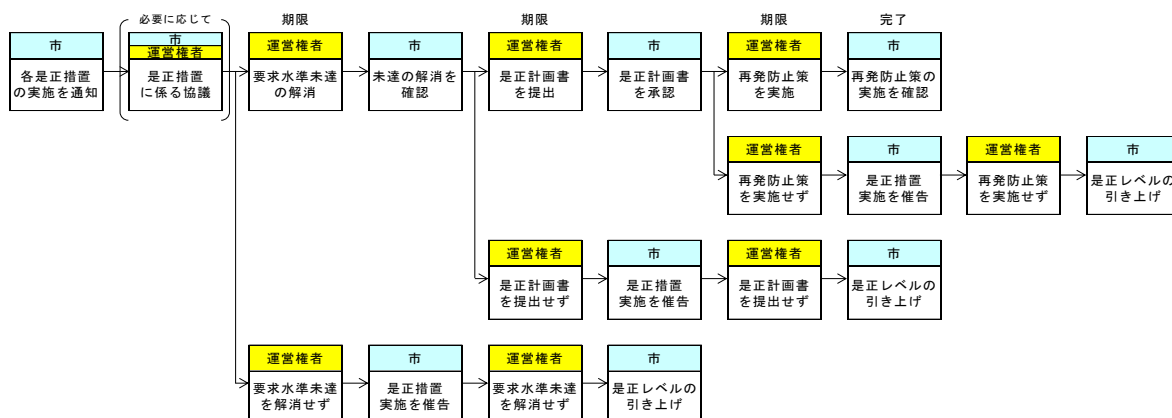 必要に応じて
期限
期限
期限
完了
市
各是正措置
の実施を通知
市
運営権者
是正措置
に係る協議
運営権者
要求水準未達
の解消
市
未達の解消を
確認
運営権者
是正計画書
を提出
市
是正計画書
を承認
運営権者
再発防止策
を実施
市
再発防止策の
実施を確認
運営権者
再発防止策
を実施せず
市
是正措置
実施を催告
運営権者
再発防止策
を実施せず
市
是正レベルの
引き上げ
運営権者
是正計画書
を提出せず
市
是正措置
実施を催告
運営権者
是正計画書
を提出せず
市
是正レベルの
引き上げ
運営権者
要求水準未達
を解消せず
市
是正措置
実施を催告
運営権者
要求水準未達
を解消せず
市
是正レベルの
引き上げ